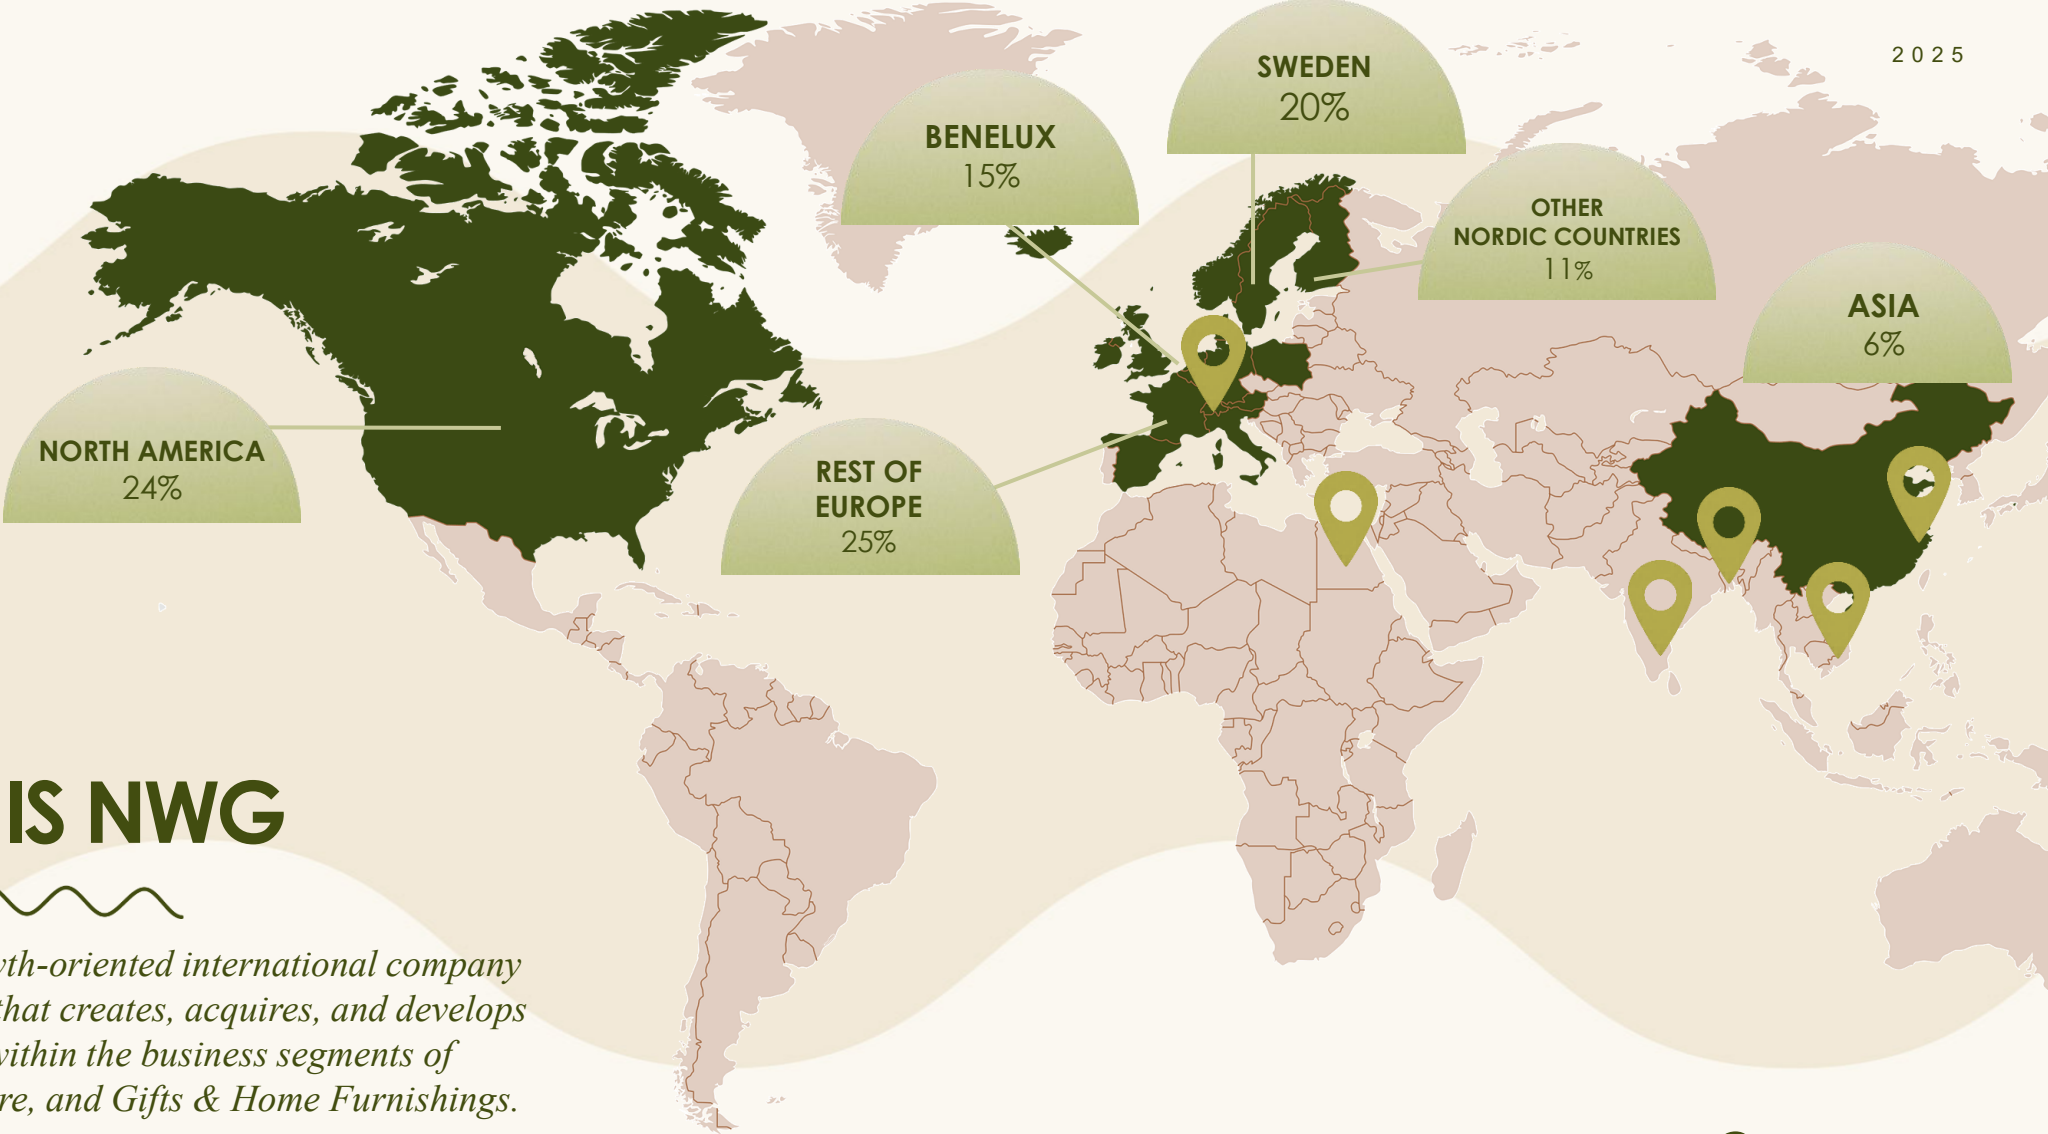 2025
SWEDEN
20%
BENELUX
15%
OTHER
NORDIC COUNTRIES
11%
ASIA
6%
NORTH AMERICA
24%
REST OF
EUROPE
25%
IS NWG
th-oriented international company
that creates, acquires, and develops
within the business segments of
re, and Gifts & Home Furnishings.